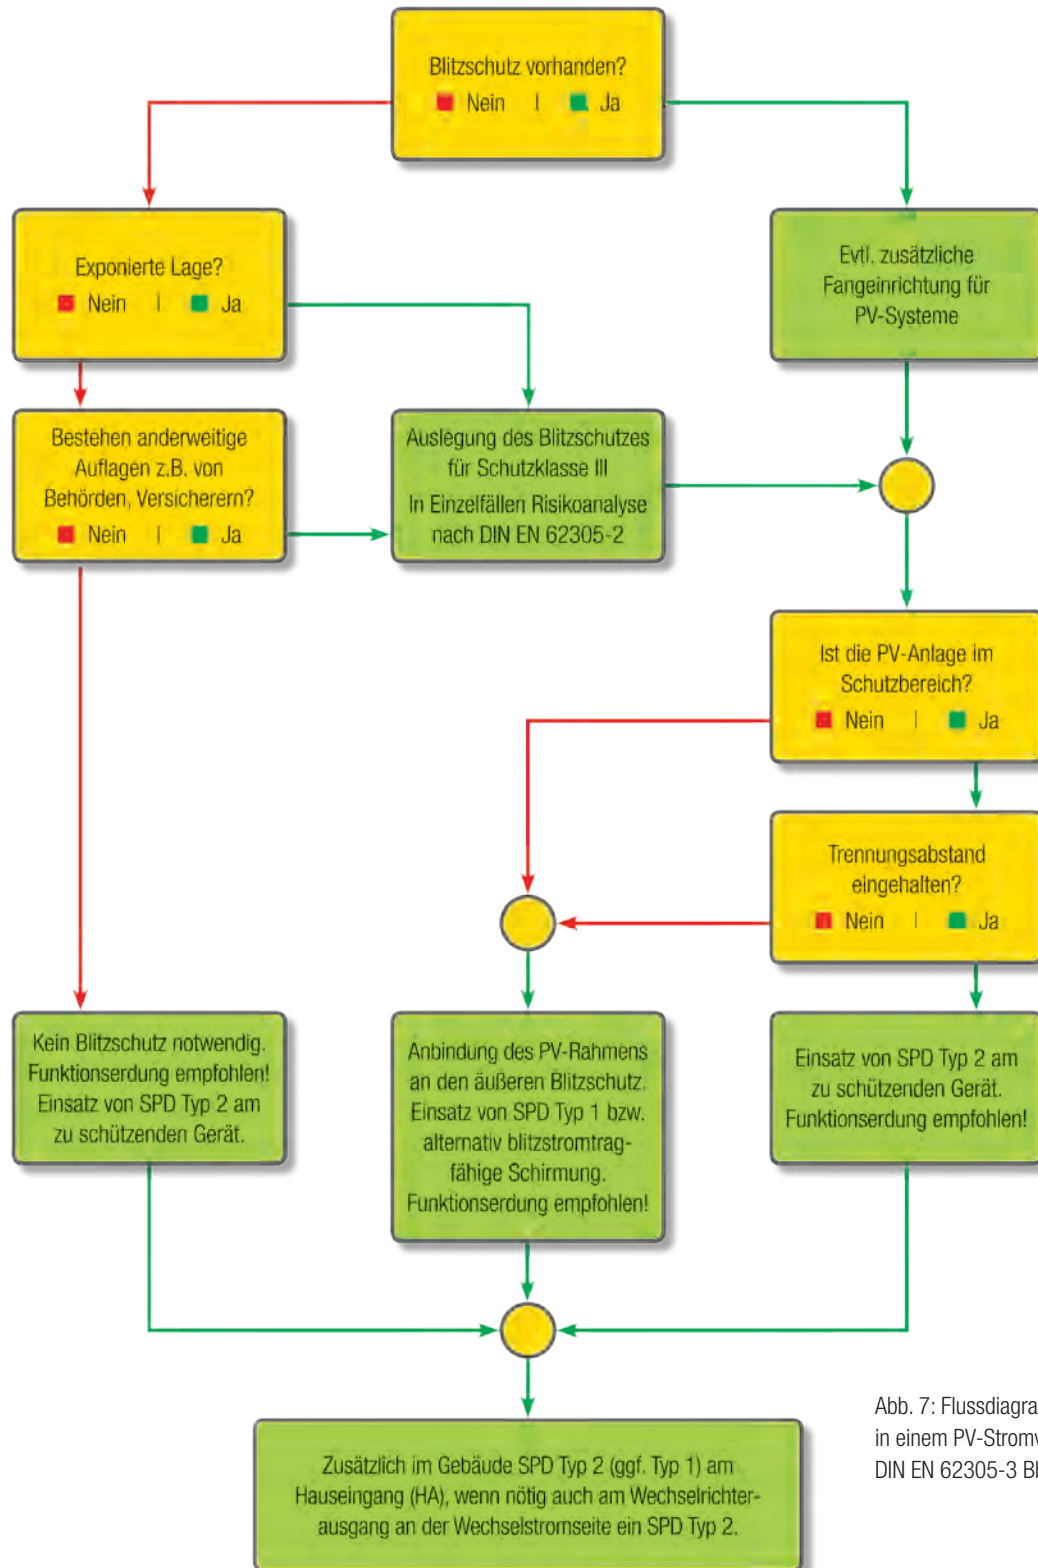 Blitzschutz vorhanden?
Nein | Ja
Exponierte Lage?
Nein | Ja
Evtl. zusätzliche
Fangeinrichtung für
PV-Systeme
Bestehen anderweitige
Auflagen z.B. von
Behörden, Versicherern?
Nein | Ja
Auslegung des Blitzschutzes
für Schutzklasse III
In Einzelfällen Risikoanalyse
nach DIN EN 62305-2
Ist die PV-Anlage im
Schutzbereich?
Nein | Ja
Trennungsabstand
eingehalten?
Nein | Ja
Kein Blitzschutz notwendig.
Funktionserdung empfohlen!
Einsatz von SPD Typ 2 am
zu schützenden Gerät.
Anbindung des PV-Rahmens
an den äußeren Blitzschutz.
Einsatz von SPD Typ 1 bzw.
alternativ blitzstromtrag-
fähige Schirmung.
Funktionserdung empfohlen!
Einsatz von SPD Typ 2 am
zu schützenden Gerät.
Funktionserdung empfohlen!
Zusätzlich im Gebäude SPD Typ 2 (ggf. Typ 1) am
Hauseingang (HA), wenn nötig auch am Wechselrichter-
ausgang an der Wechselstromseite ein SPD Typ 2.
Abb. 7: Flussdiagra
in einem PV-Stromv
DIN EN 62305-3 B